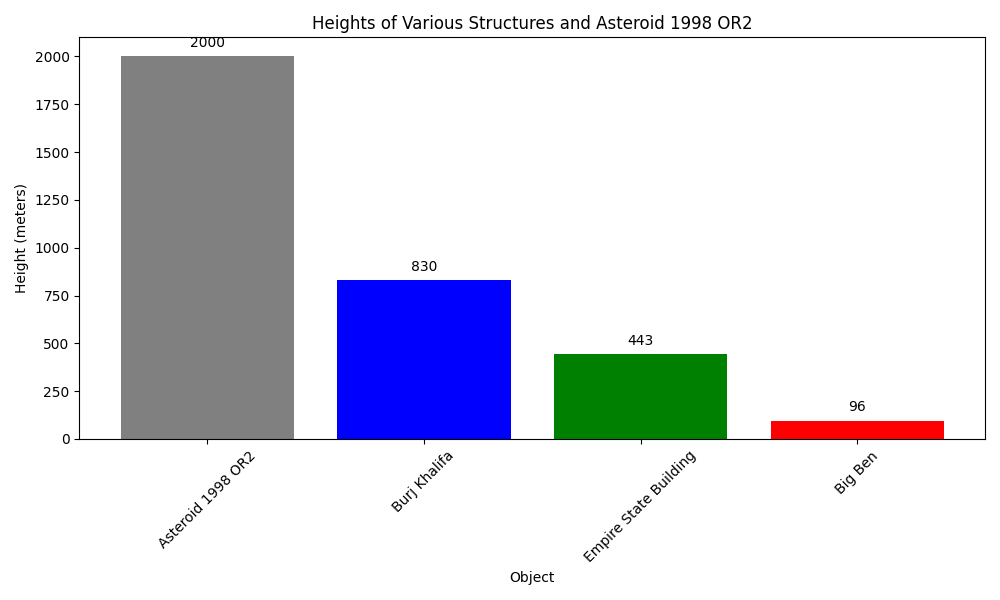 Heights of Various Structures and Asteroid 1998 OR2
Height (meters)
2000
1750
1500
1250
1000
750
500
250
0
2000
830
443
96
Asteroid 1998 OR2
Burj Khalifa
Empire State Building
Big Ben
Object